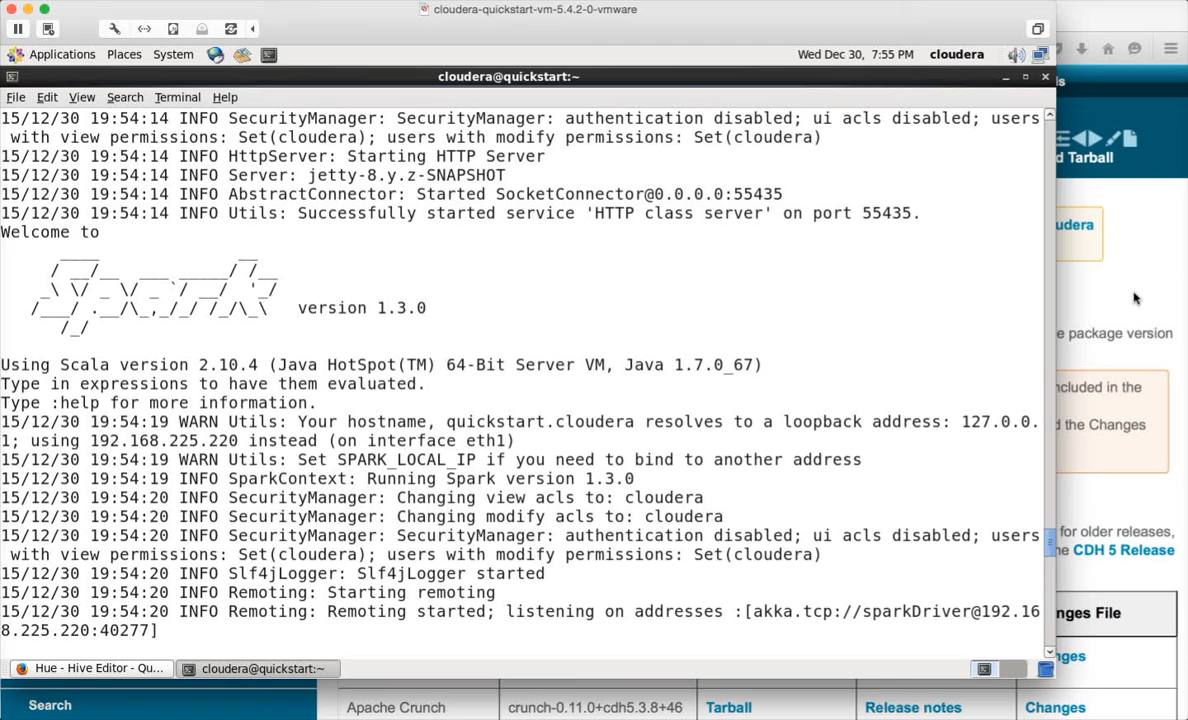 cloudera-quickstart-vm-5.4.2-0-vmware
Applications Places System Wed Dec 30, 7:55 PM cloudera
cloudera@quickstart:~
File Edit View Search Terminal Help
15/12/30 19:54:14 INFO SecurityManager: SecurityManager: authentication disabled; ui acls disabled; users
with view permissions: Set(cloudera); users with modify permissions: Set(cloudera)
15/12/30 19:54:14 INFO HttpServer: Starting HTTP Server
15/12/30 19:54:14 INFO Server: jetty-8.y.z-SNAPSHOT
15/12/30 19:54:14 INFO AbstractConnector: Started SocketConnector@0.0.0.0:55435
15/12/30 19:54:14 INFO Utils: Successfully started service 'HTTP class server' on port 55435.
Welcome to
Spark version 1.3.0
Using Scala version 2.10.4 (Java HotSpot(TM) 64-Bit Server VM, Java 1.7.0_67)
Type in expressions to have them evaluated.
Type :help for more information.
15/12/30 19:54:19 WARN Utils: Your hostname, quickstart.cloudera resolves to a loopback address: 127.0.0.
1; using 192.168.225.220 instead (on interface eth1)
15/12/30 19:54:19 WARN Utils: Set SPARK_LOCAL_IP if you need to bind to another address
15/12/30 19:54:19 INFO SparkContext: Running Spark version 1.3.0
15/12/30 19:54:20 INFO SecurityManager: Changing view acls to: cloudera
15/12/30 19:54:20 INFO SecurityManager: Changing modify acls to: cloudera
15/12/30 19:54:20 INFO SecurityManager: SecurityManager: authentication disabled; ui acls disabled; users
with view permissions: Set(cloudera); users with modify permissions: Set(cloudera)
15/12/30 19:54:20 INFO Slf4jLogger: Slf4jLogger started
15/12/30 19:54:20 INFO Remoting: Starting remoting
15/12/30 19:54:20 INFO Remoting: Remoting started; listening on addresses :[akka.tcp://sparkDriver@192.16
8.225.220:40277]
Hue - Hive Editor - Qu... cloudera@quickstart:~
d Tarball
cloudera
e package version
ncluded in the
d the Changes
for older releases,
e CDH 5 Release
nges File
nges
Search Apache Crunch crunch-0.11.0+cdh5.3.8+46 Tarball Release notes Changes